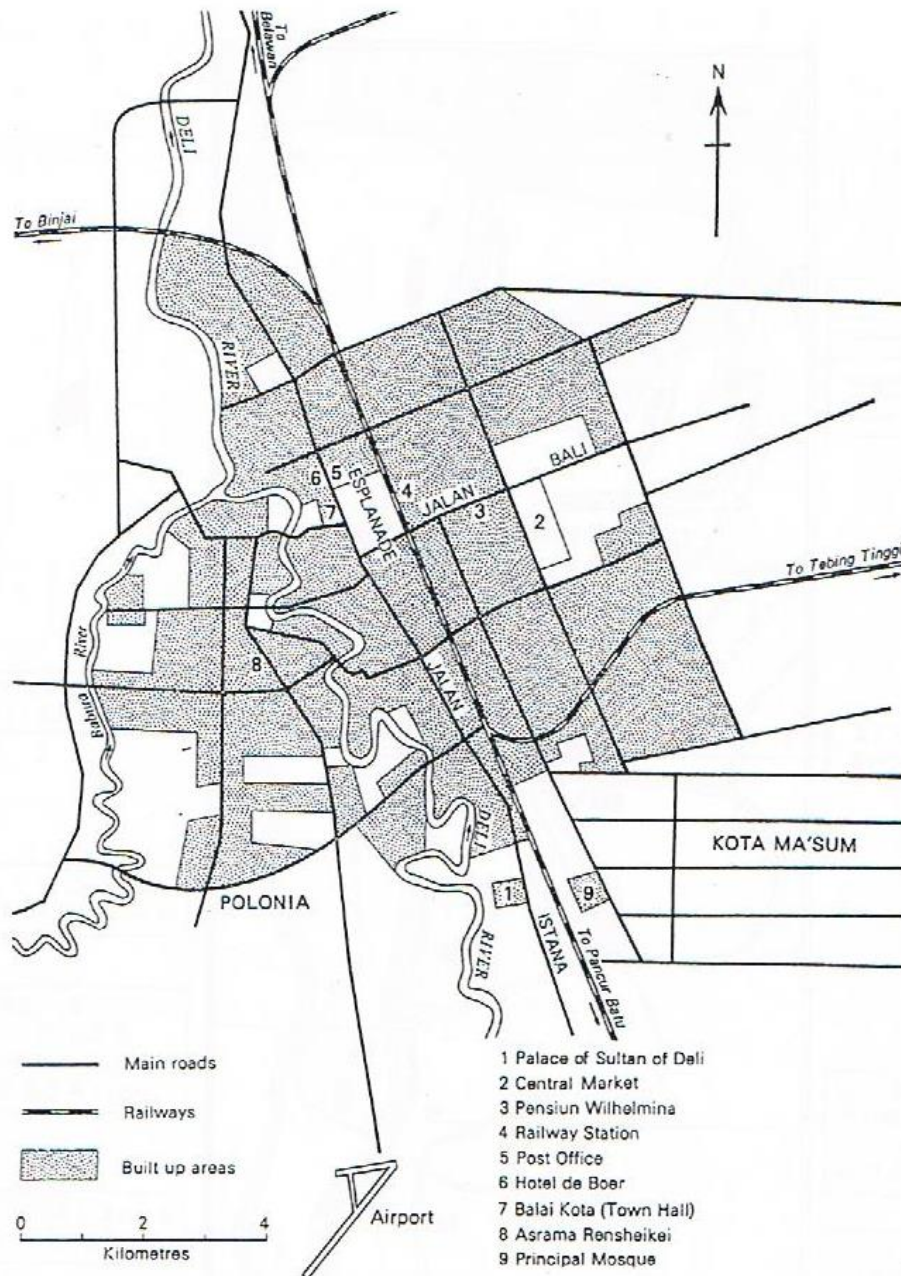 To
Belawan
N
DELI
To Binjai
RIVER
BALI
5
6
ESPLANADE
4
JALAN
7
3
2
To Tebing Tinggi
River
8
JALAN
Babura
DELI
KOTA MA'SUM
POLONIA
1
9
ISTANA
RIVER
To Pancur Batu
Main roads
Railways
Built up areas
0 2 4
Kilometres
Airport
1 Palace of Sultan of Deli
2 Central Market
3 Pensiun Wilhelmina
4 Railway Station
5 Post Office
6 Hotel de Boer
7 Balai Kota (Town Hall)
8 Asrama Rensheikei
9 Principal Mosque